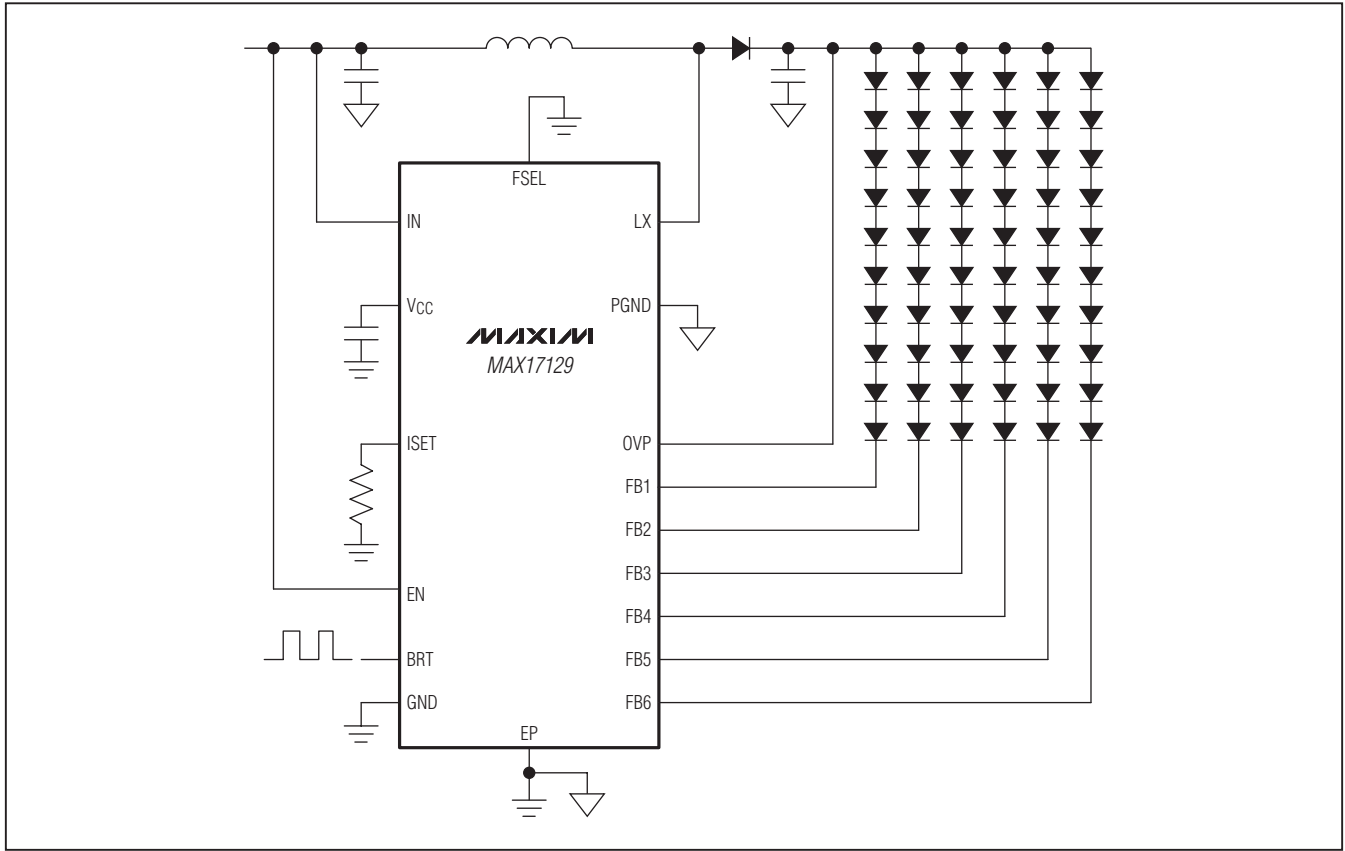 FSEL
IN
LX
VCC
PGND
MAXIM
MAX17129
ISET
OVP
FB1
FB2
FB3
EN
FB4
BRT
FB5
GND
FB6
EP